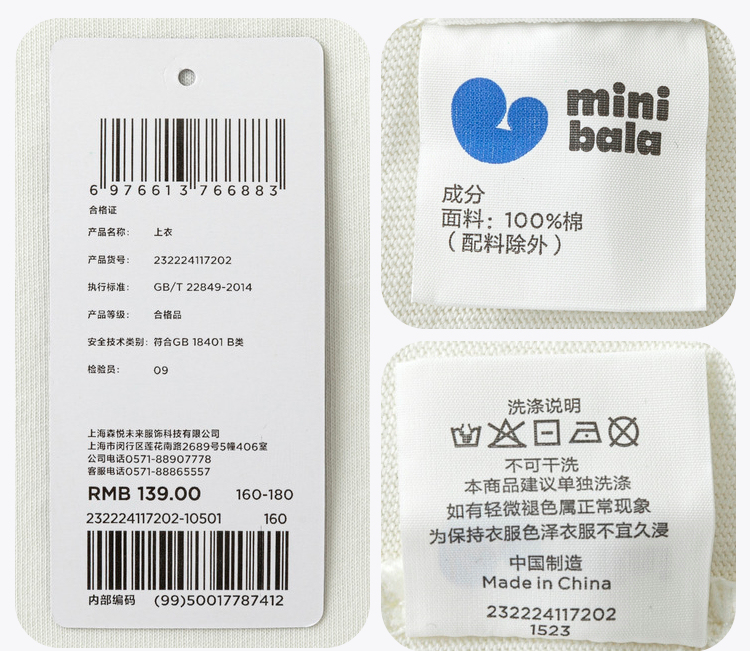 6 976613 766883
合格证
产品名称： 上衣
产品货号： 232224117202
执行标准： GB/T 22849-2014
产品等级： 合格品
安全技术类别：符合GB 18401 B类
检验员： 09
上海森悦未来服饰科技有限公司
上海市闵行区莲花南路2689号5幢406室
公司电话0571-88907778
客服电话0571-88865557
RMB 139.00 160-180
232224117202-10501 160
内部编码 (99)50017787412
mini
bala
成分
面料：100%棉
（配料除外）
洗涤说明
不可干洗
本商品建议单独洗涤
如有轻微褪色属正常现象
为保持衣服色泽衣服不宜久浸
中国制造
Made in China
232224117202
1523